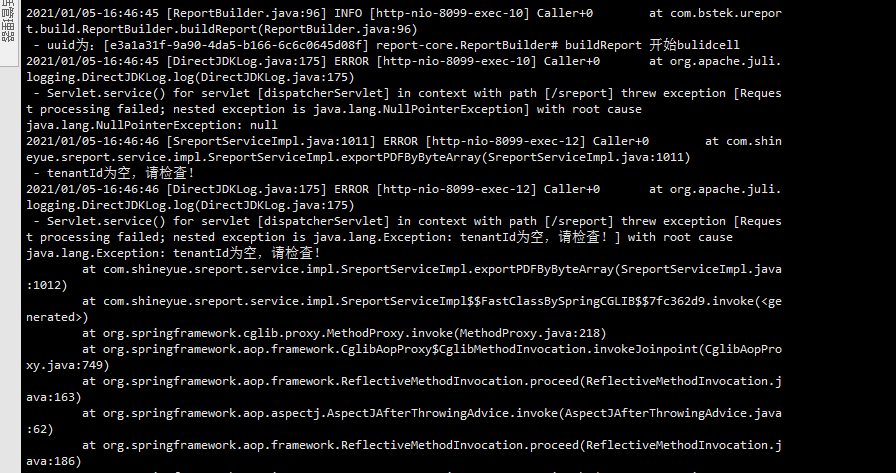 库管理器
2021/01/05-16:46:45 [ReportBuilder.java:96] INFO [http-nio-8099-exec-10] Caller+0	 at com.bstek.urepor
t.build.ReportBuilder.buildReport(ReportBuilder.java:96)
 - uuid为：[e3a1a31f-9a90-4da5-b166-6c6c0645d08f] report-core.ReportBuilder# buildReport 开始bulidcell
2021/01/05-16:46:45 [DirectJDKLog.java:175] ERROR [http-nio-8099-exec-10] Caller+0	 at org.apache.juli.
logging.DirectJDKLog.log(DirectJDKLog.java:175)
 - Servlet.service() for servlet [dispatcherServlet] in context with path [/sreport] threw exception [Reques
t processing failed; nested exception is java.lang.NullPointerException] with root cause
java.lang.NullPointerException: null
2021/01/05-16:46:46 [SreportServiceImpl.java:1011] ERROR [http-nio-8099-exec-12] Caller+0	 at com.shin
eyue.sreport.service.impl.SreportServiceImpl.exportPDFByByteArray(SreportServiceImpl.java:1011)
 - tenantId为空，请检查！
2021/01/05-16:46:46 [DirectJDKLog.java:175] ERROR [http-nio-8099-exec-12] Caller+0	 at org.apache.juli.
logging.DirectJDKLog.log(DirectJDKLog.java:175)
 - Servlet.service() for servlet [dispatcherServlet] in context with path [/sreport] threw exception [Reques
t processing failed; nested exception is java.lang.Exception: tenantId为空，请检查！] with root cause
java.lang.Exception: tenantId为空，请检查！
	at com.shineyue.sreport.service.impl.SreportServiceImpl.exportPDFByByteArray(SreportServiceImpl.java
:1012)
	at com.shineyue.sreport.service.impl.SreportServiceImpl$$FastClassBySpringCGLIB$$7fc362d9.invoke(<ge
nerated>)
	at org.springframework.cglib.proxy.MethodProxy.invoke(MethodProxy.java:218)
	at org.springframework.aop.framework.CglibAopProxy$CglibMethodInvocation.invokeJoinpoint(CglibAopPro
xy.java:749)
	at org.springframework.aop.framework.ReflectiveMethodInvocation.proceed(ReflectiveMethodInvocation.j
ava:163)
	at org.springframework.aop.aspectj.AspectJAfterThrowingAdvice.invoke(AspectJAfterThrowingAdvice.java
:62)
	at org.springframework.aop.framework.ReflectiveMethodInvocation.proceed(ReflectiveMethodInvocation.j
ava:186)